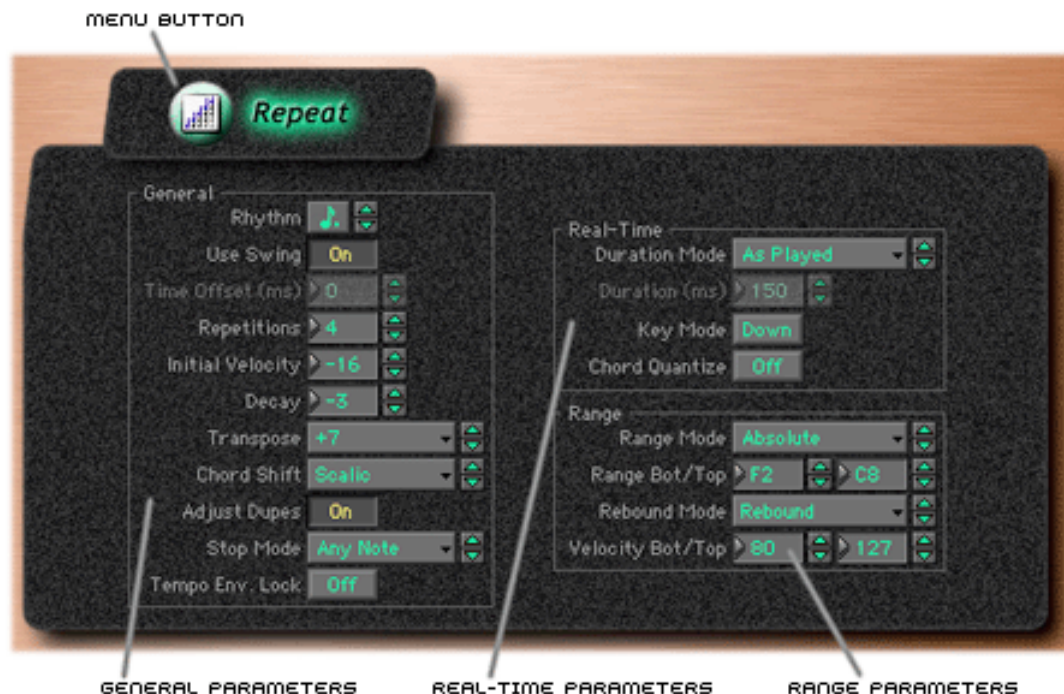 MENU BUTTON
Repeat
General
Rhythm
Use Swing On
Time Offset (ms) 0
Repetitions 4
Initial Velocity -16
Decay -3
Transpose +7
Chord Shift Scalic
Adjust Dupes On
Stop Mode Any Note
Tempo Env. Lock Off
Real-Time
Duration Mode As Played
Duration (ms) 150
Key Mode Down
Chord Quantize Off
Range
Range Mode Absolute
Range Bot/Top F2 C8
Rebound Mode Rebound
Velocity Bot/Top 80 127
GENERAL PARAMETERS REAL-TIME PARAMETERS RANGE PARAMETERS